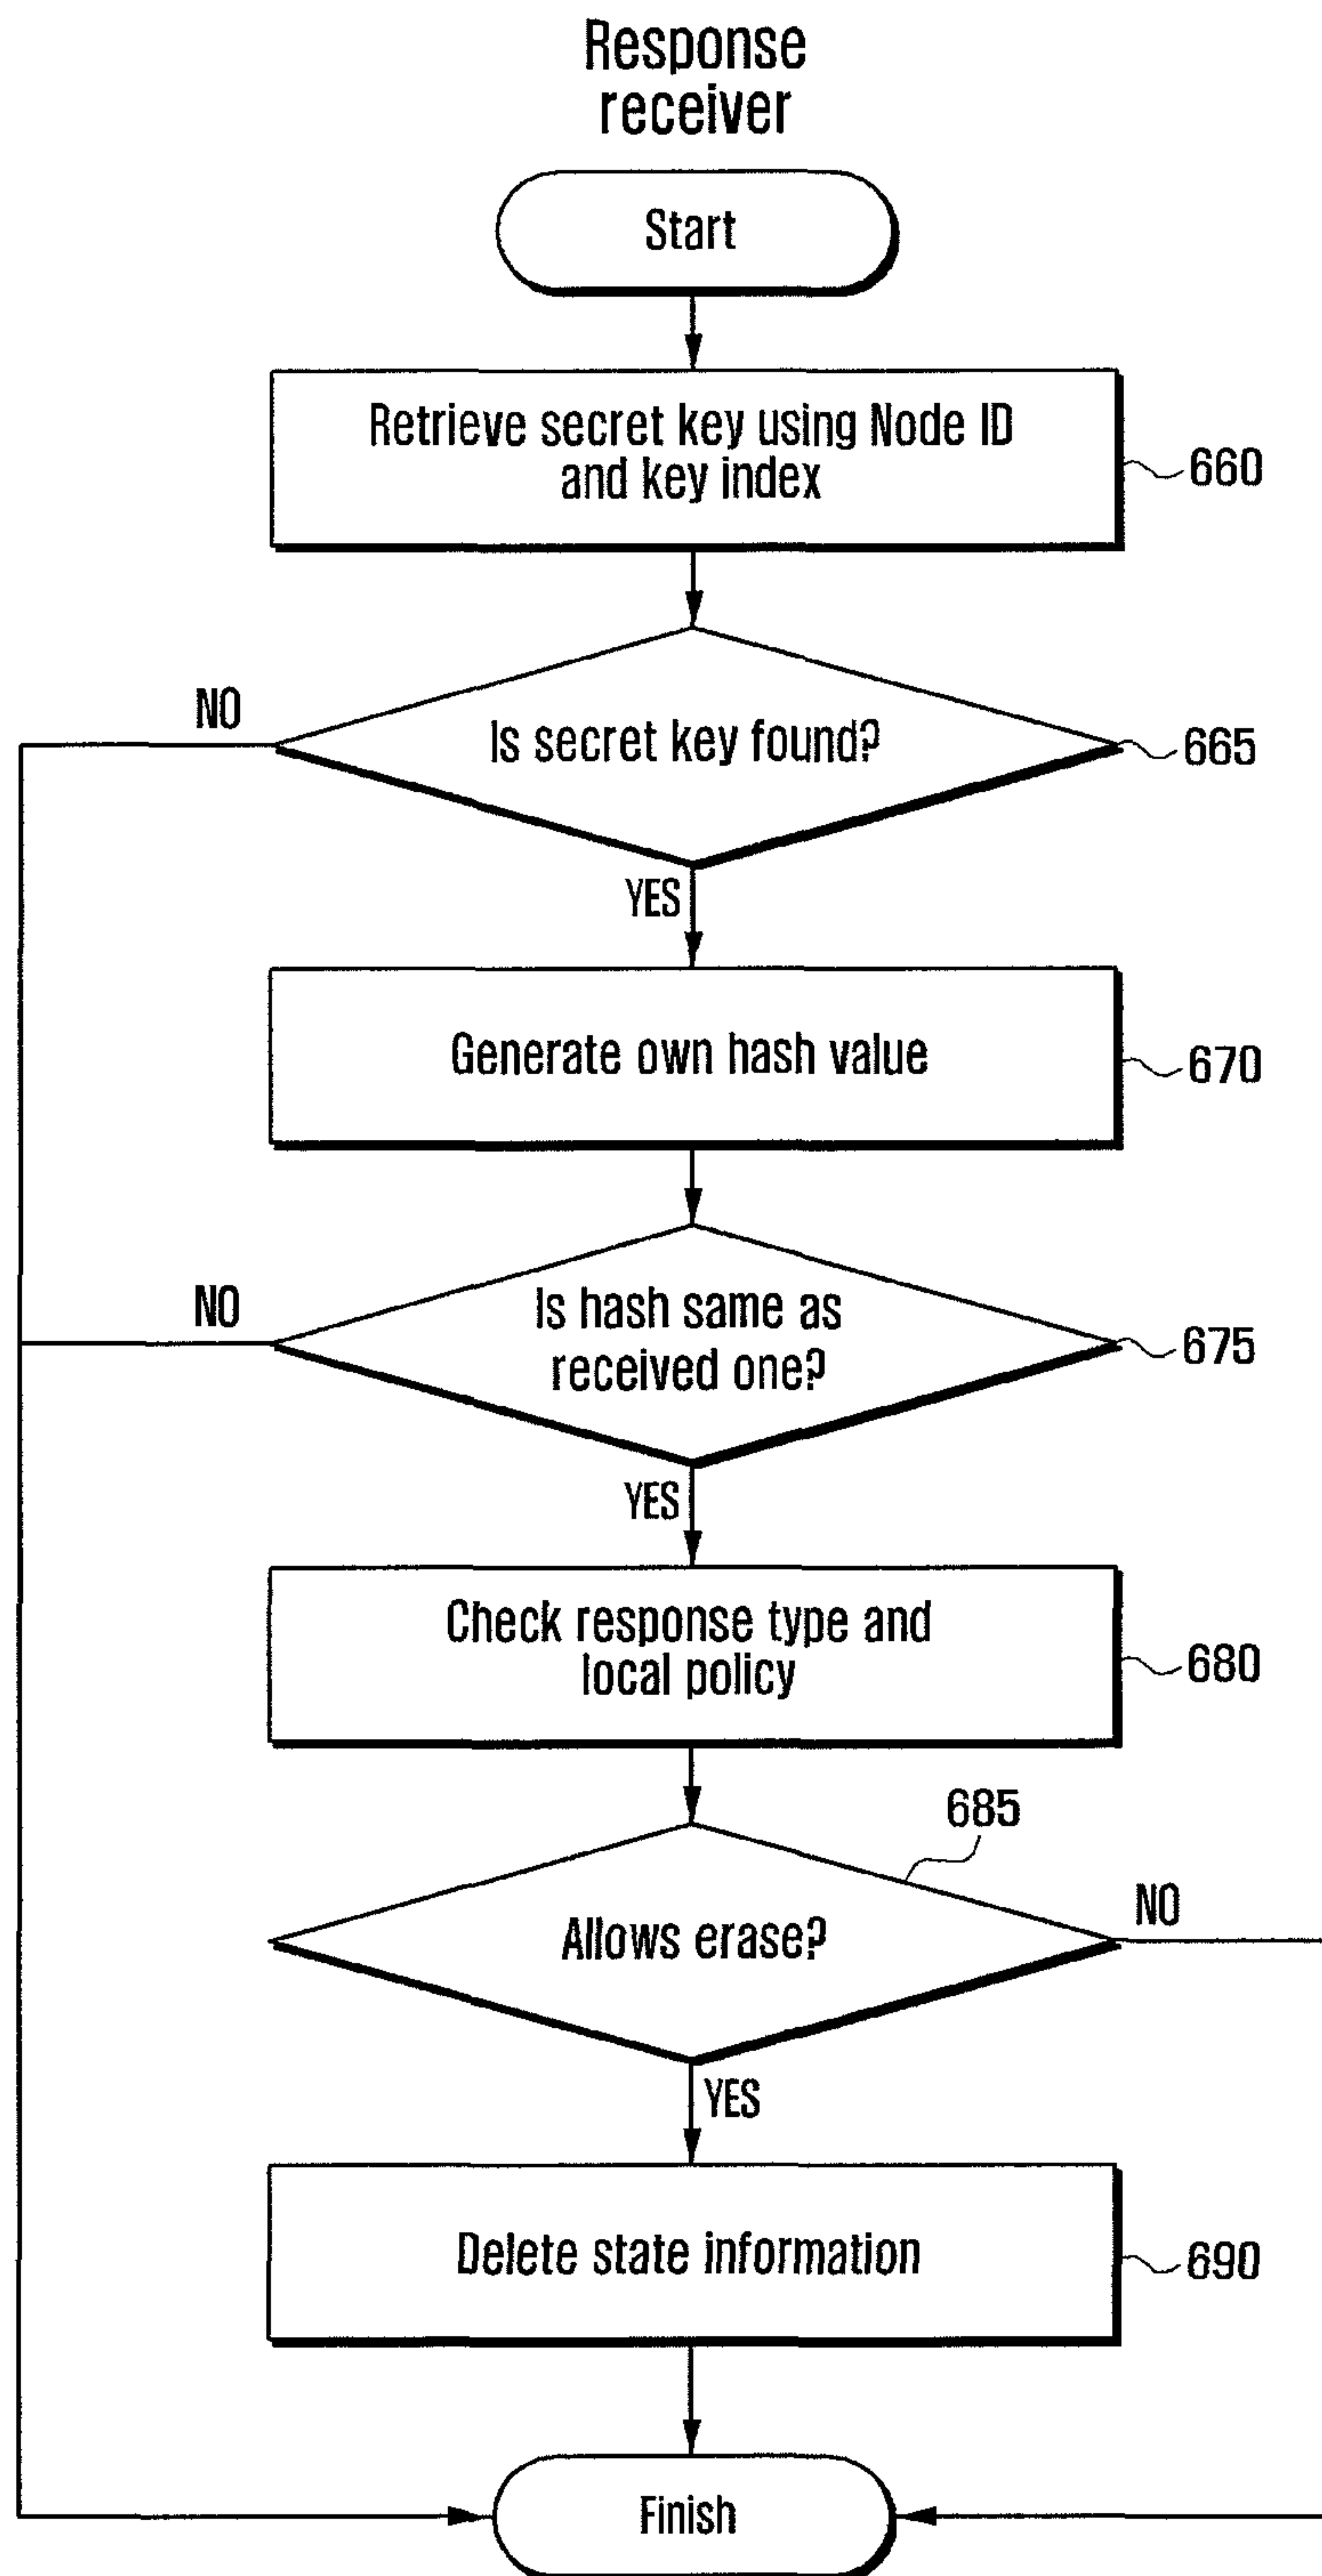 Response
receiver
Start
Retrieve secret key using Node ID
and key index
660
NO
Is secret key found?
665
YES
Generate own hash value
670
NO
Is hash same as
received one?
675
YES
Check response type and
local policy
680
685
Allows erase?
NO
YES
Delete state information
690
Finish